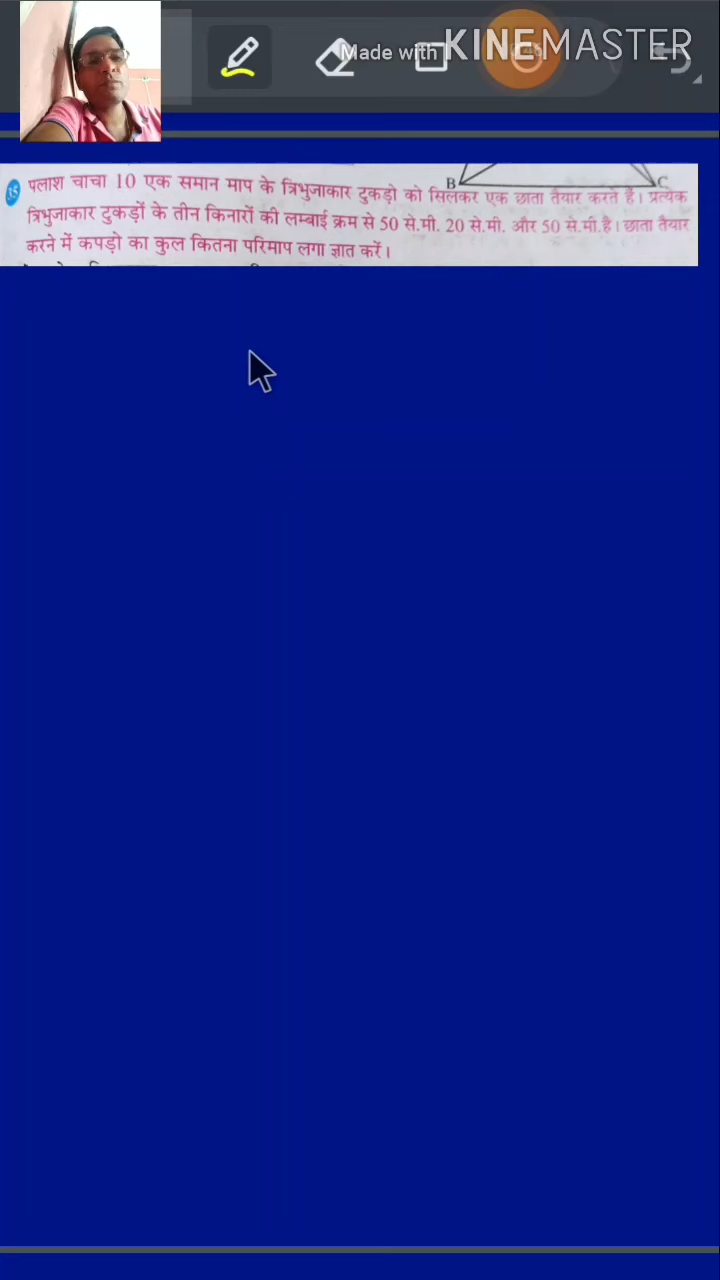 Made with KINEMASTER
B C
15 पलाश चाचा 10 एक समान माप के त्रिभुजाकार टुकड़ो को सिलकर एक छाता तैयार करते है। प्रत्येक
त्रिभुजाकार टुकड़ों के तीन किनारों की लम्बाई क्रम से 50 से.मी. 20 से.मी. और 50 से.मी.है। छाता तैयार
करने में कपड़ो का कुल कितना परिमाप लगा ज्ञात करें।